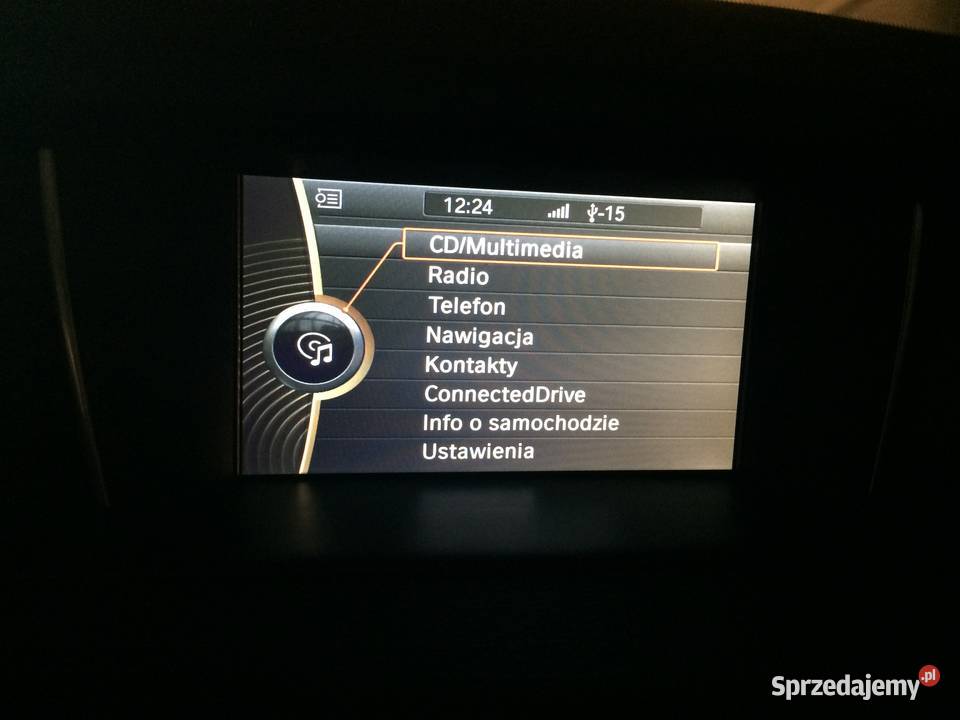 12:24 -15
CD/Multimedia
Radio
Telefon
Nawigacja
Kontakty
ConnectedDrive
Info o samochodzie
Ustawienia
Sprzedajemy.pl